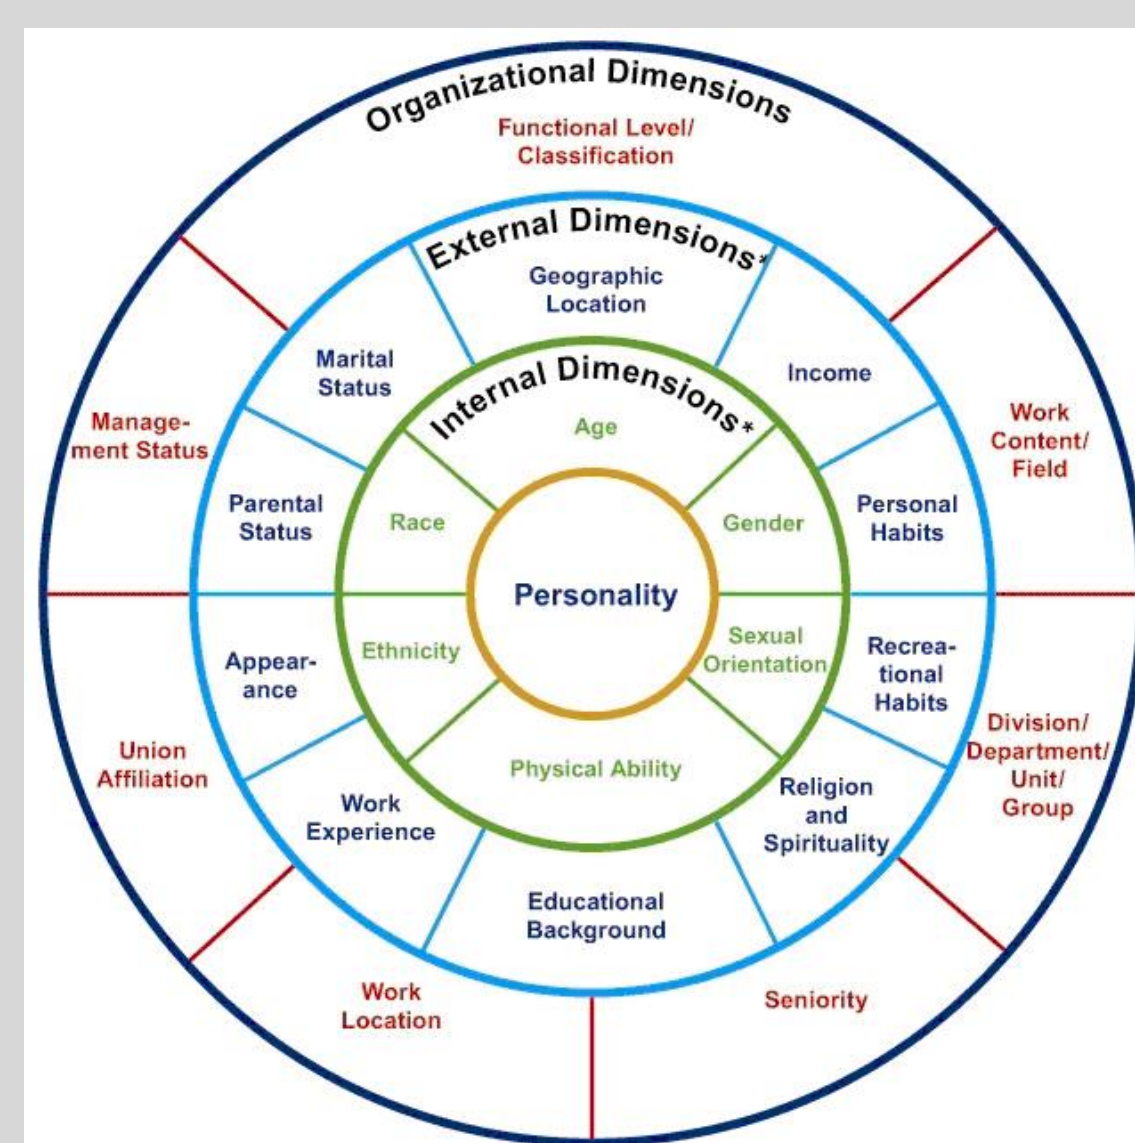 Organizational Dimensions
Functional Level/
Classification
External Dimensions*
Geographic
Location
Marital
Status
Income
Internal Dimensions*
Age
Manage-
ment Status
Work
Content/
Field
Parental
Status
Race
Gender
Personal
Habits
Personality
Appear-
ance
Ethnicity
Sexual
Orientation
Recrea-
tional
Habits
Union
Affiliation
Division/
Department/
Unit/
Group
Physical Ability
Work
Experience
Religion
and
Spirituality
Educational
Background
Work
Location
Seniority